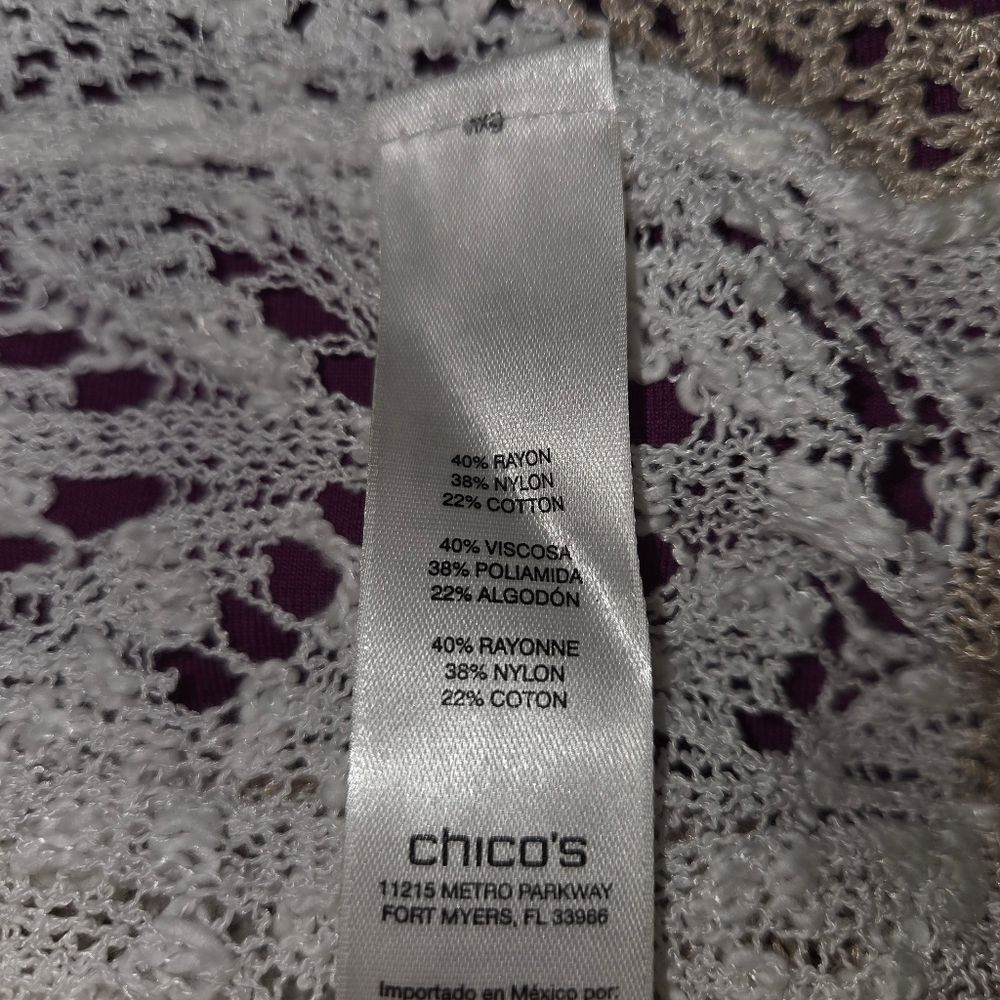 40% RAYON
38% NYLON
22% COTTON
40% VISCOSA
38% POLIAMIDA
22% ALGODÓN
40% RAYONNE
38% NYLON
22% COTON
chico's
11215 METRO PARKWAY
FORT MYERS, FL 33986
Importado en México por: